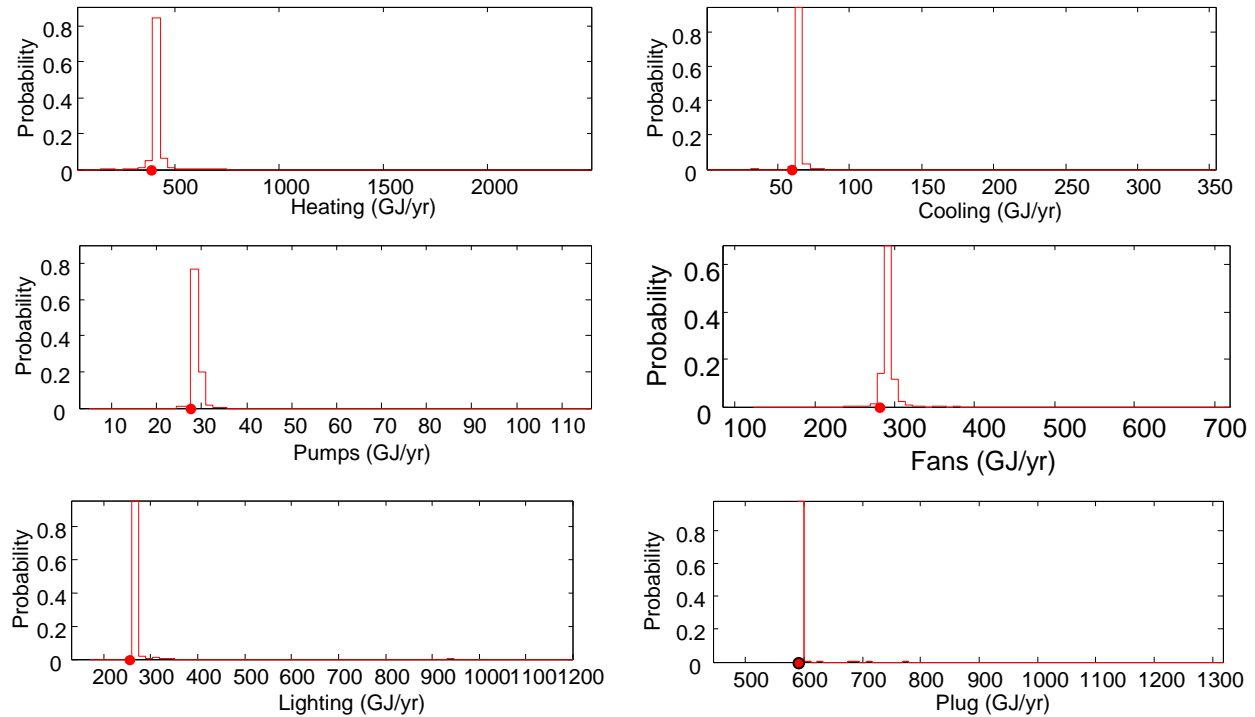 0.8
0.6
0.4
0.2
0
Probability
500 1000 1500 2000
Heating (GJ/yr)
0.8
0.6
0.4
0.2
0
Probability
50 100 150 200 250 300 350
Cooling (GJ/yr)
0.8
0.6
0.4
0.2
0
Probability
10 20 30 40 50 60 70 80 90 100 110
Pumps (GJ/yr)
0.6
0.4
0.2
0
Probability
100 200 300 400 500 600 700
Fans (GJ/yr)
0.8
0.6
0.4
0.2
0
Probability
200 300 400 500 600 700 800 900 1000 1100 1200
Lighting (GJ/yr)
0.8
0.6
0.4
0.2
0
Probability
500 600 700 800 900 1000 1100 1200 1300
Plug (GJ/yr)